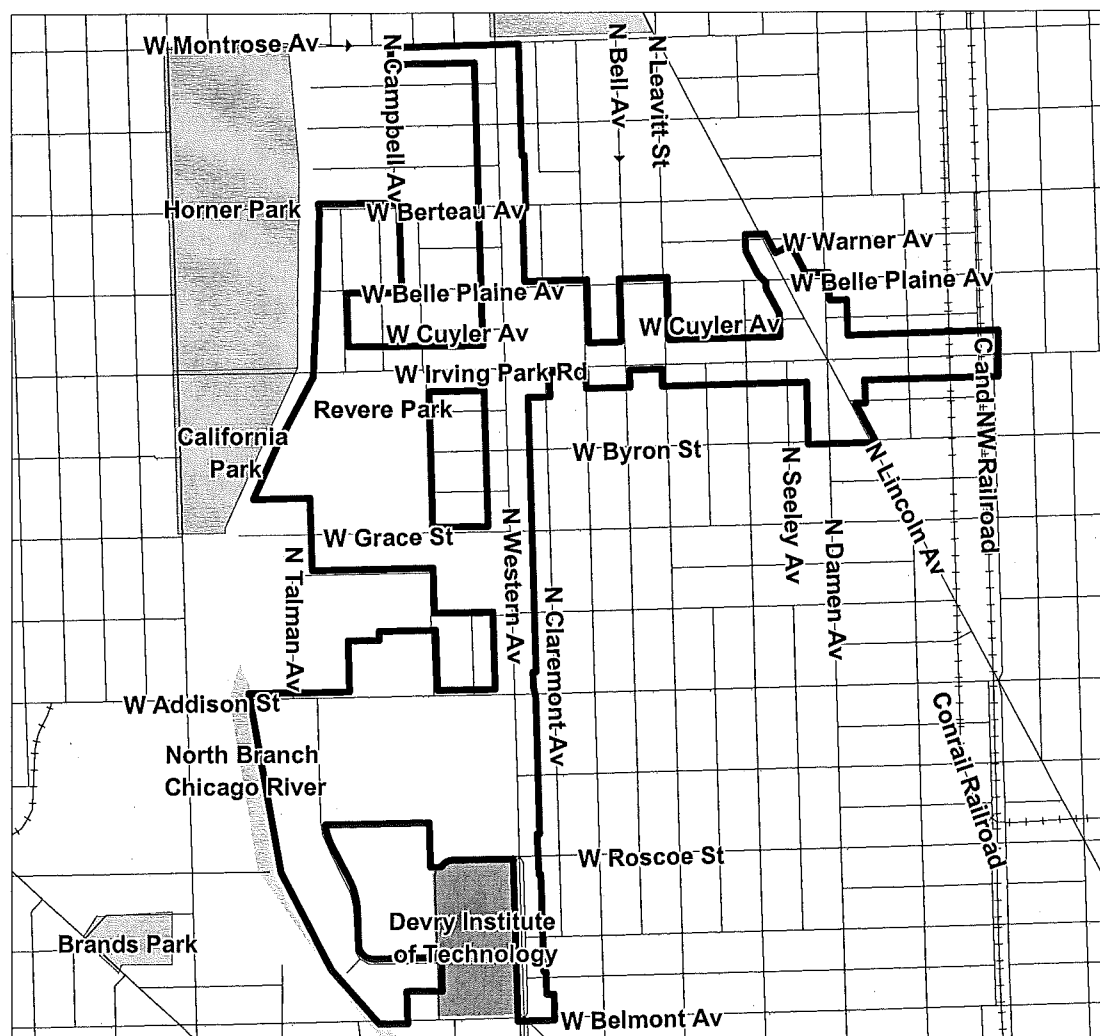 W Montrose Av
N Campbell Av
N Bell Av
N Leavitt St
Horner Park
W Berteau Av
W Warner Av
W Belle Plaine Av
W Belle Plaine Av
W Cuyler Av
W Cuyler Av
W Irving Park Rd
C and NW Railroad
Revere Park
California
Park
W Byron St
N Seeley Av
N Lincoln Av
W Grace St
N Western Av
N Damen Av
N Talman Av
N Claremont Av
W Addison St
Conrail Railroad
North Branch
Chicago River
W Roscoe St
Devry Institute
of Technology
Brands Park
W Belmont Av